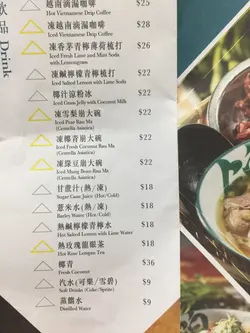 飲品 Drink
越南滴漏咖啡 $25
Hot Vietnamese Drip Coffee
凍越南滴漏咖啡 $28
Iced Vietnamese Drip Coffee
凍香茅青檸薄荷梳打 $26
Iced Fresh Lime and Mint Soda
with Lemongrass
凍鹹檸檬青檸梳打 $22
Iced Salted Lemon with Lime Soda
椰汁涼粉冰 $22
Iced Grass Jelly with Coconut Milk
凍雪梨崩大碗 $22
Iced Pear Rau Ma
(Centella Asiatica)
凍椰青崩大碗 $22
Iced Fresh Coconut Rau Ma
(Centella Asiatica)
凍綠豆崩大碗 $22
Iced Mung Bean Rau Ma
(Centella Asiatica)
甘蔗汁(熱/凍) $18
Sugar Cane Juice (Hot/Cold)
薏米水(熱/凍) $18
Barley Water (Hot/Cold)
熱鹹檸檬青檸水 $18
Hot Salted Lemon with Lime Water
熱玫瑰龍眼茶 $18
Hot Rose Longan Tea
椰青 $36
Fresh Coconut
汽水(可樂/雪碧) $9
Soft Drinks (Coke/Sprite)
蒸餾水 $9
Distilled Water